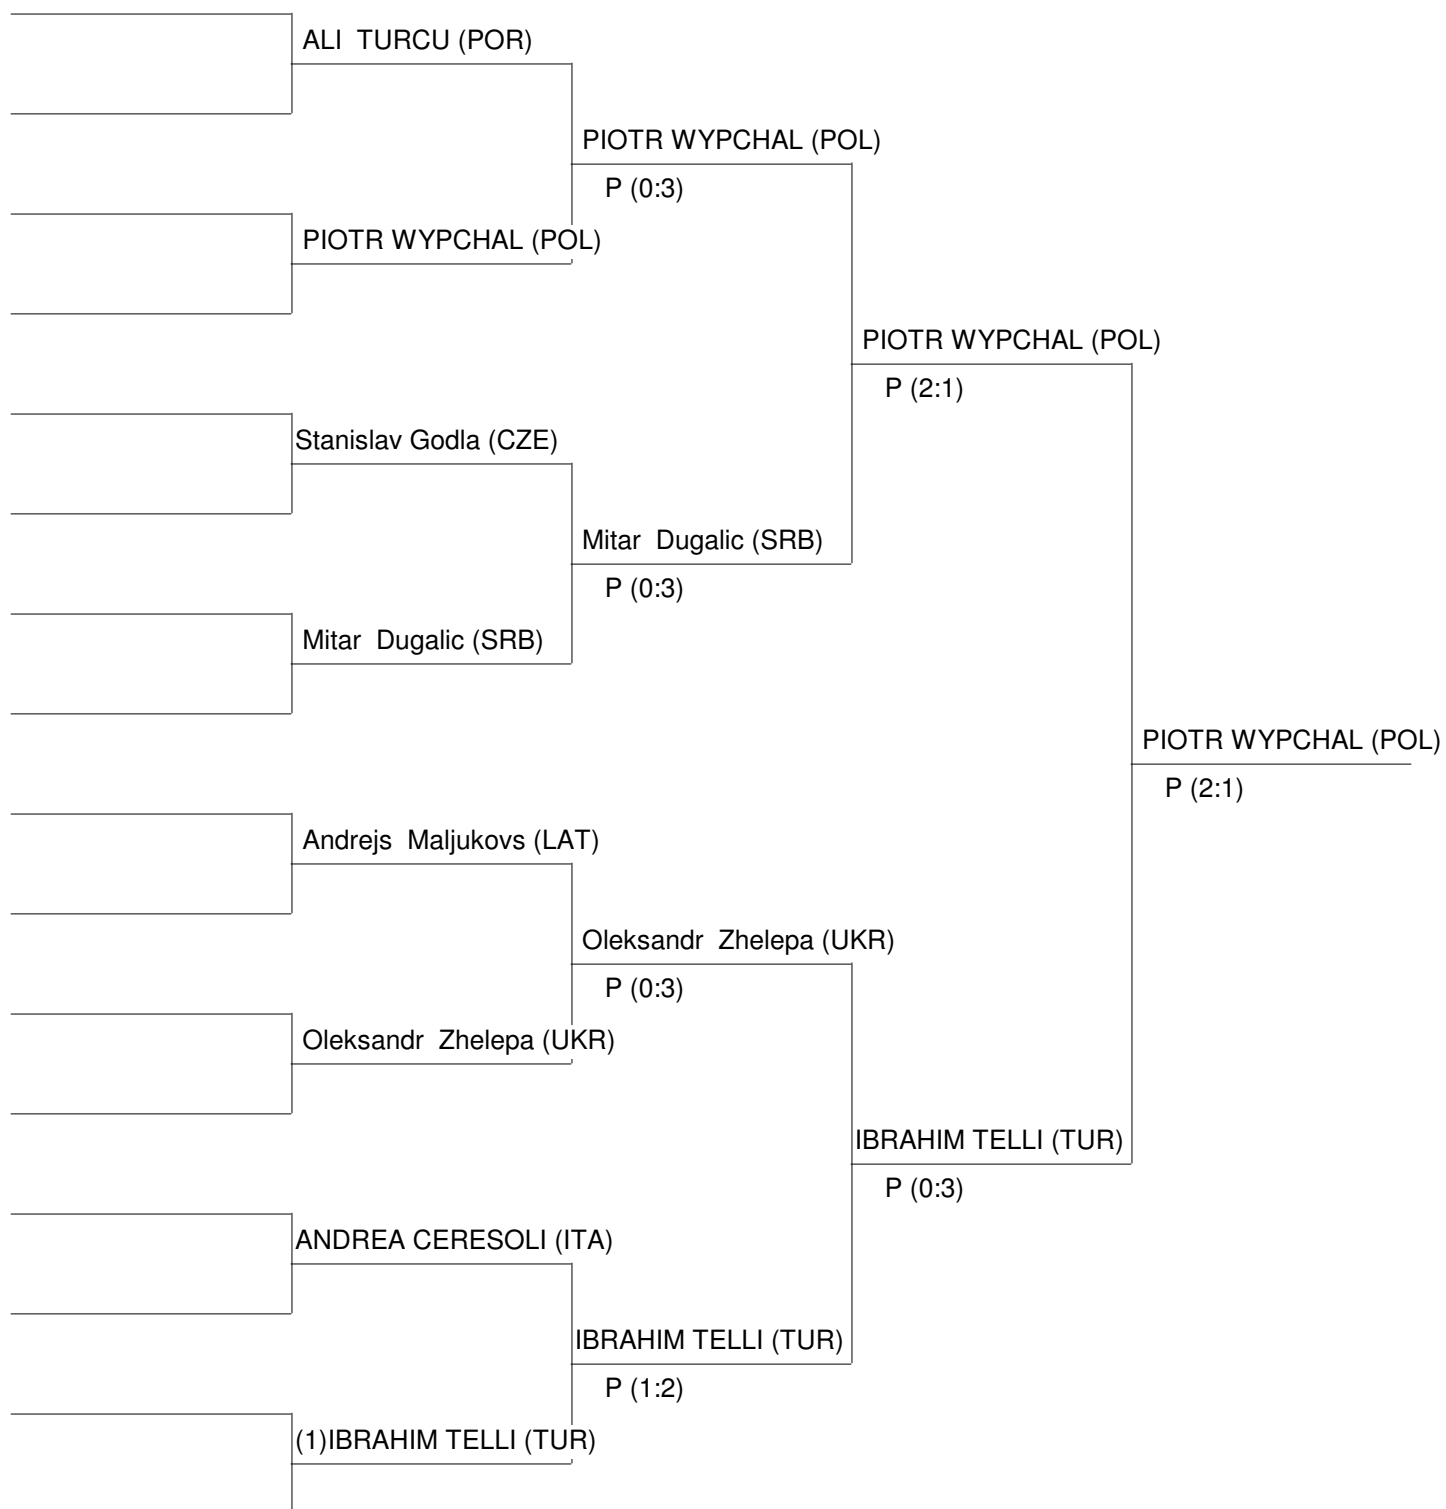 ALI  TURCU (POR)
PIOTR WYPCHAL (POL)
P (0:3)
PIOTR WYPCHAL (POL)
PIOTR WYPCHAL (POL)
P (2:1)
Stanislav Godla (CZE)
Mitar  Dugalic (SRB)
P (0:3)
Mitar  Dugalic (SRB)
PIOTR WYPCHAL (POL)
P (2:1)
Andrejs  Maljukovs (LAT)
Oleksandr  Zhelepa (UKR)
P (0:3)
Oleksandr  Zhelepa (UKR)
IBRAHIM TELLI (TUR)
P (0:3)
ANDREA CERESOLI (ITA)
IBRAHIM TELLI (TUR)
P (1:2)
(1)IBRAHIM TELLI (TUR)